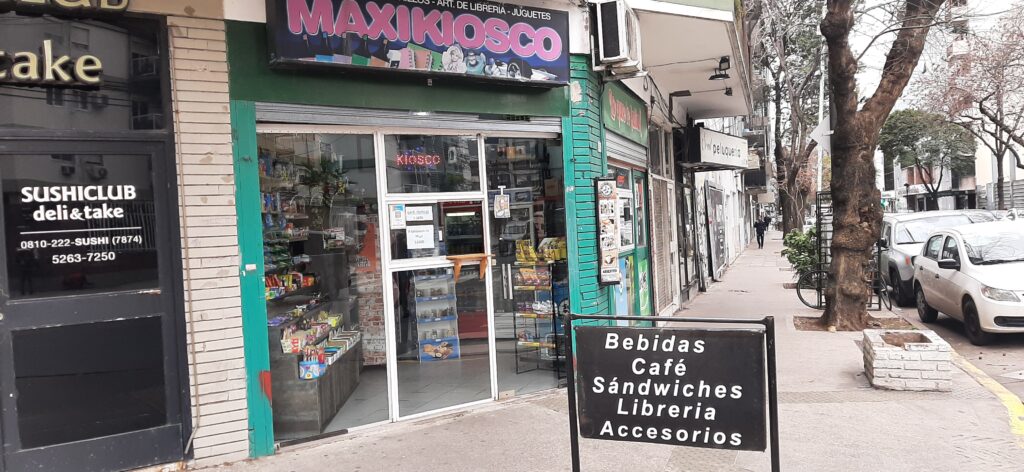 take
SUSHICLUB
deli&take
0810-222-SUSHI (7874)
5263-7250
ART. DE LIBRERIA - JUGUETES
MAXIKIOSCO
KIOSCO
peluquería
Bebidas
Café
Sándwiches
Libreria
Accesorios